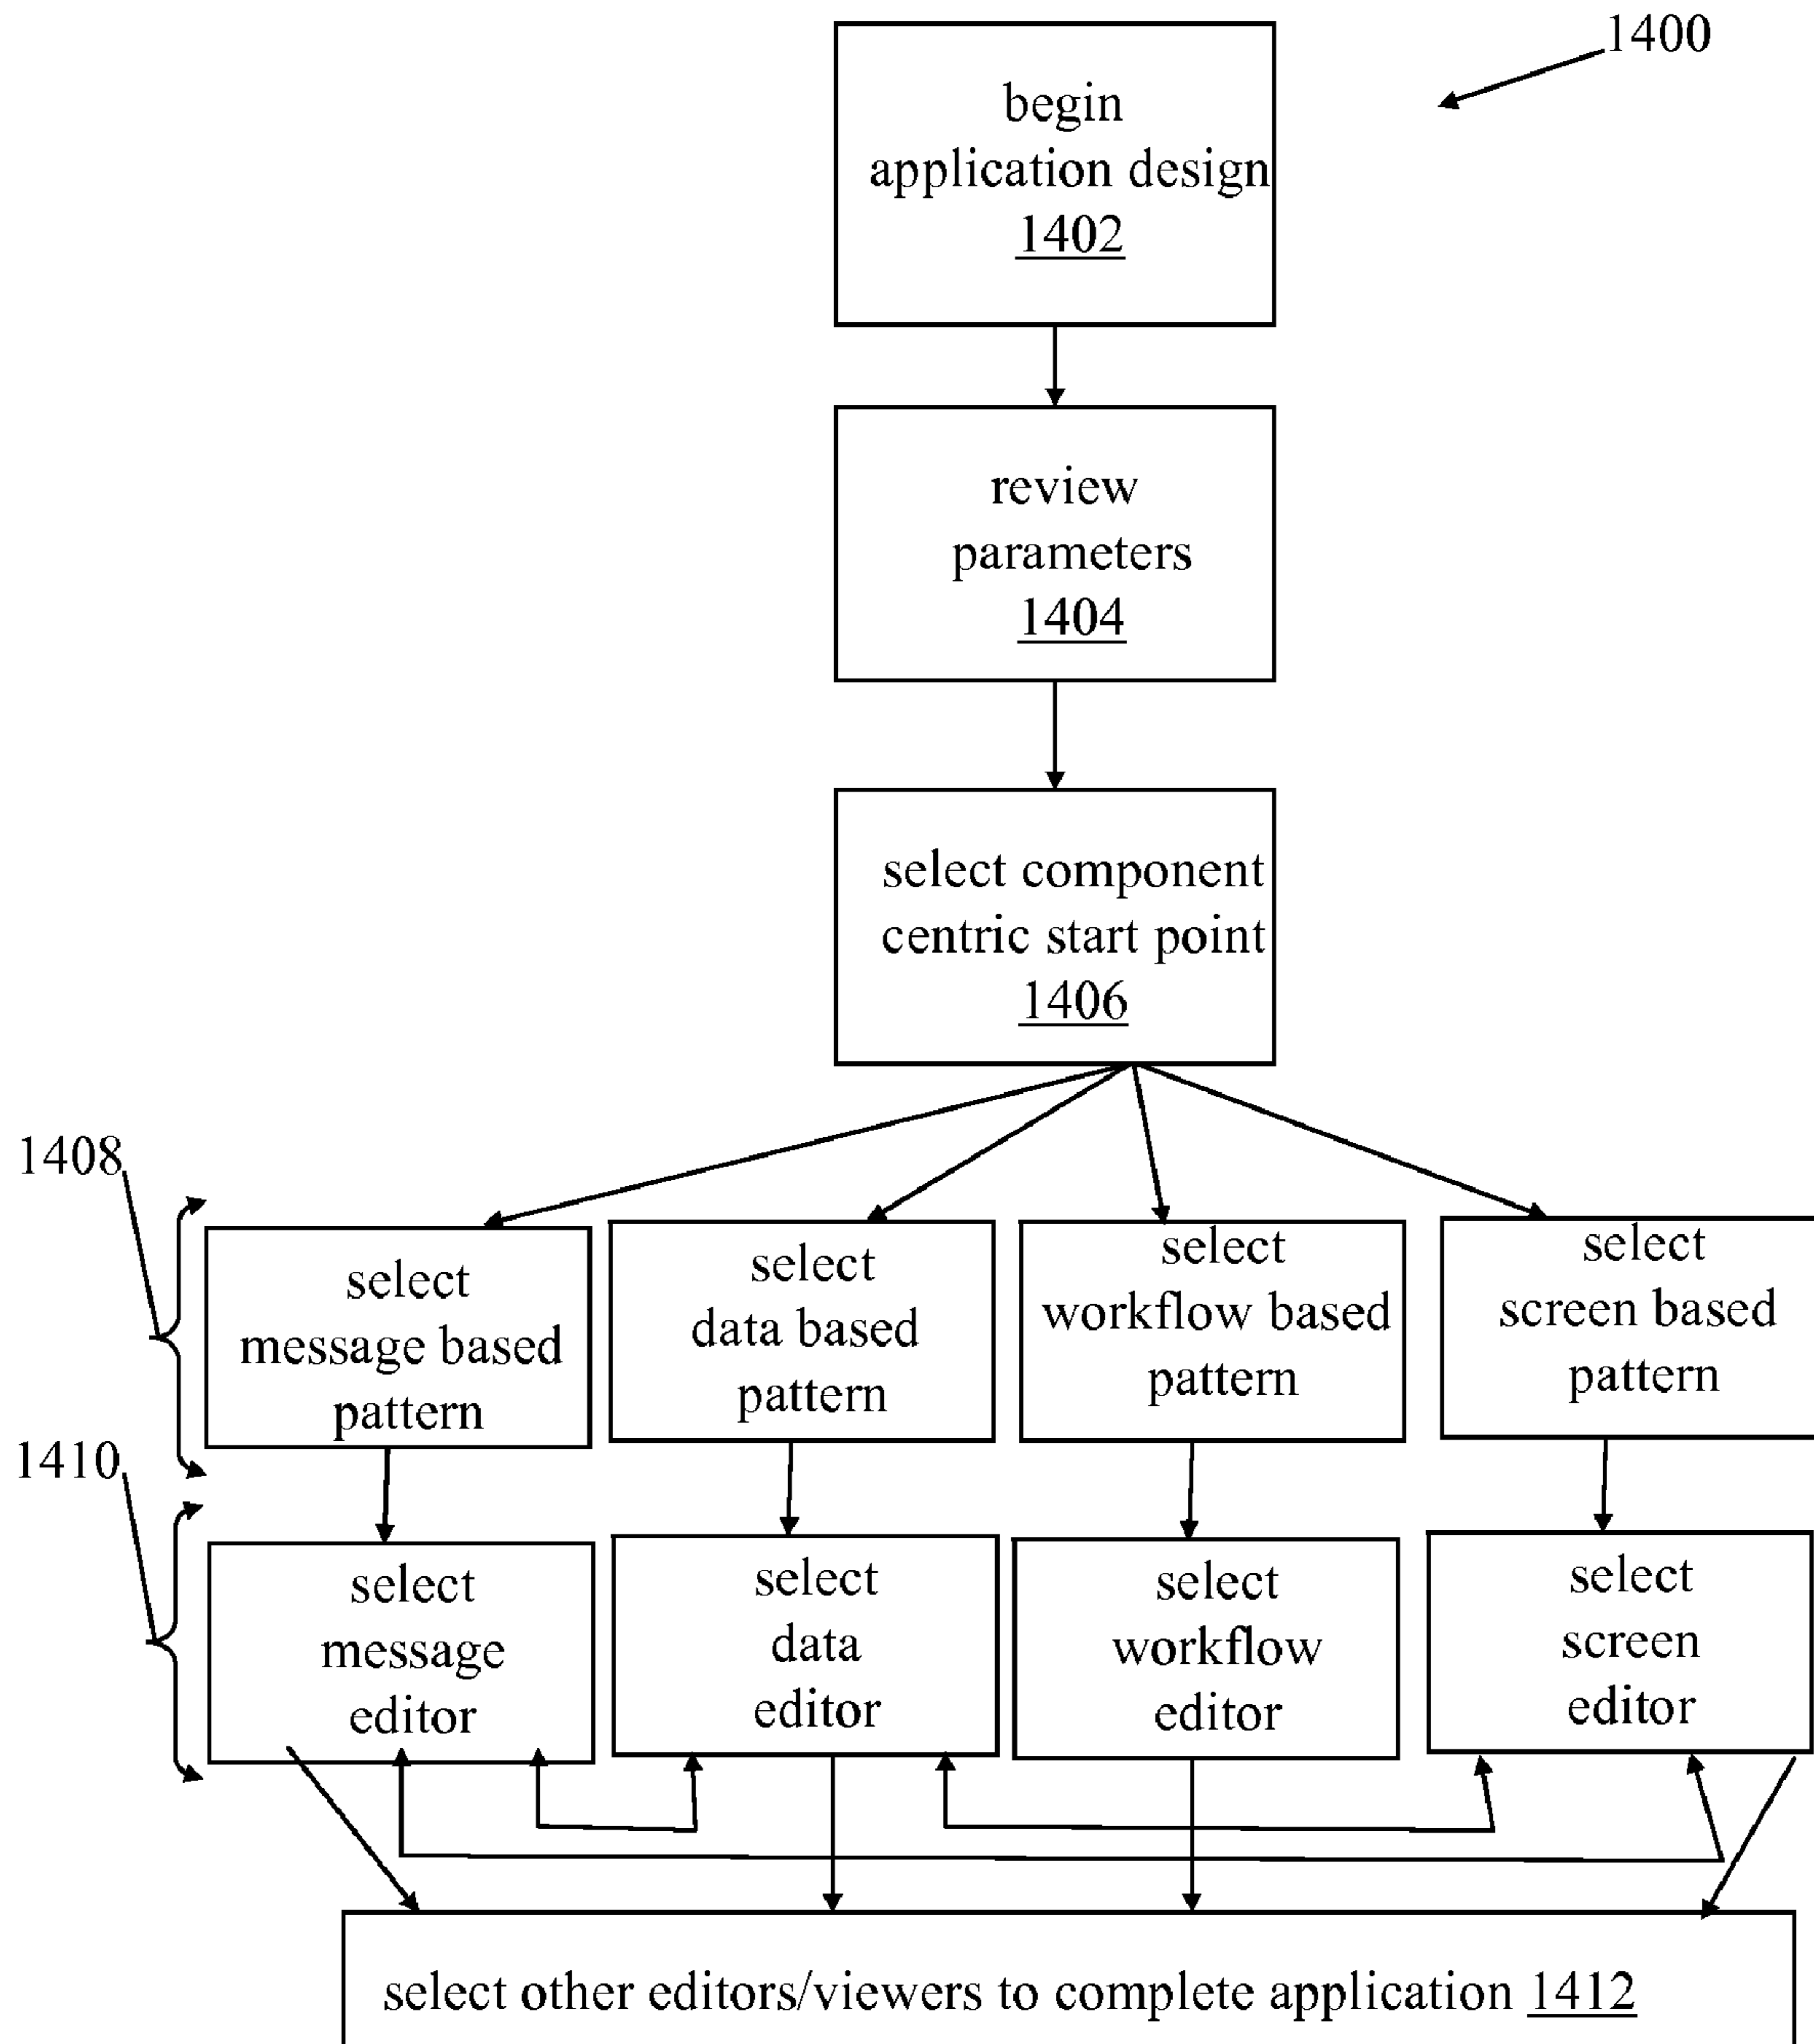 1400
begin
application design
1402
review
parameters
1404
select component
centric start point
1406
1408
select
message based
pattern
select
data based
pattern
select
workflow based
pattern
select
screen based
pattern
1410
select
message
editor
select
data
editor
select
workflow
editor
select
screen
editor
select other editors/viewers to complete application 1412